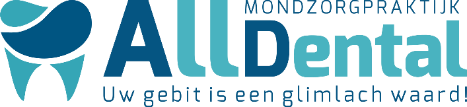 MONDZORGPRAKTIJK
AllDental
Uw gebit is een glimlach waard!